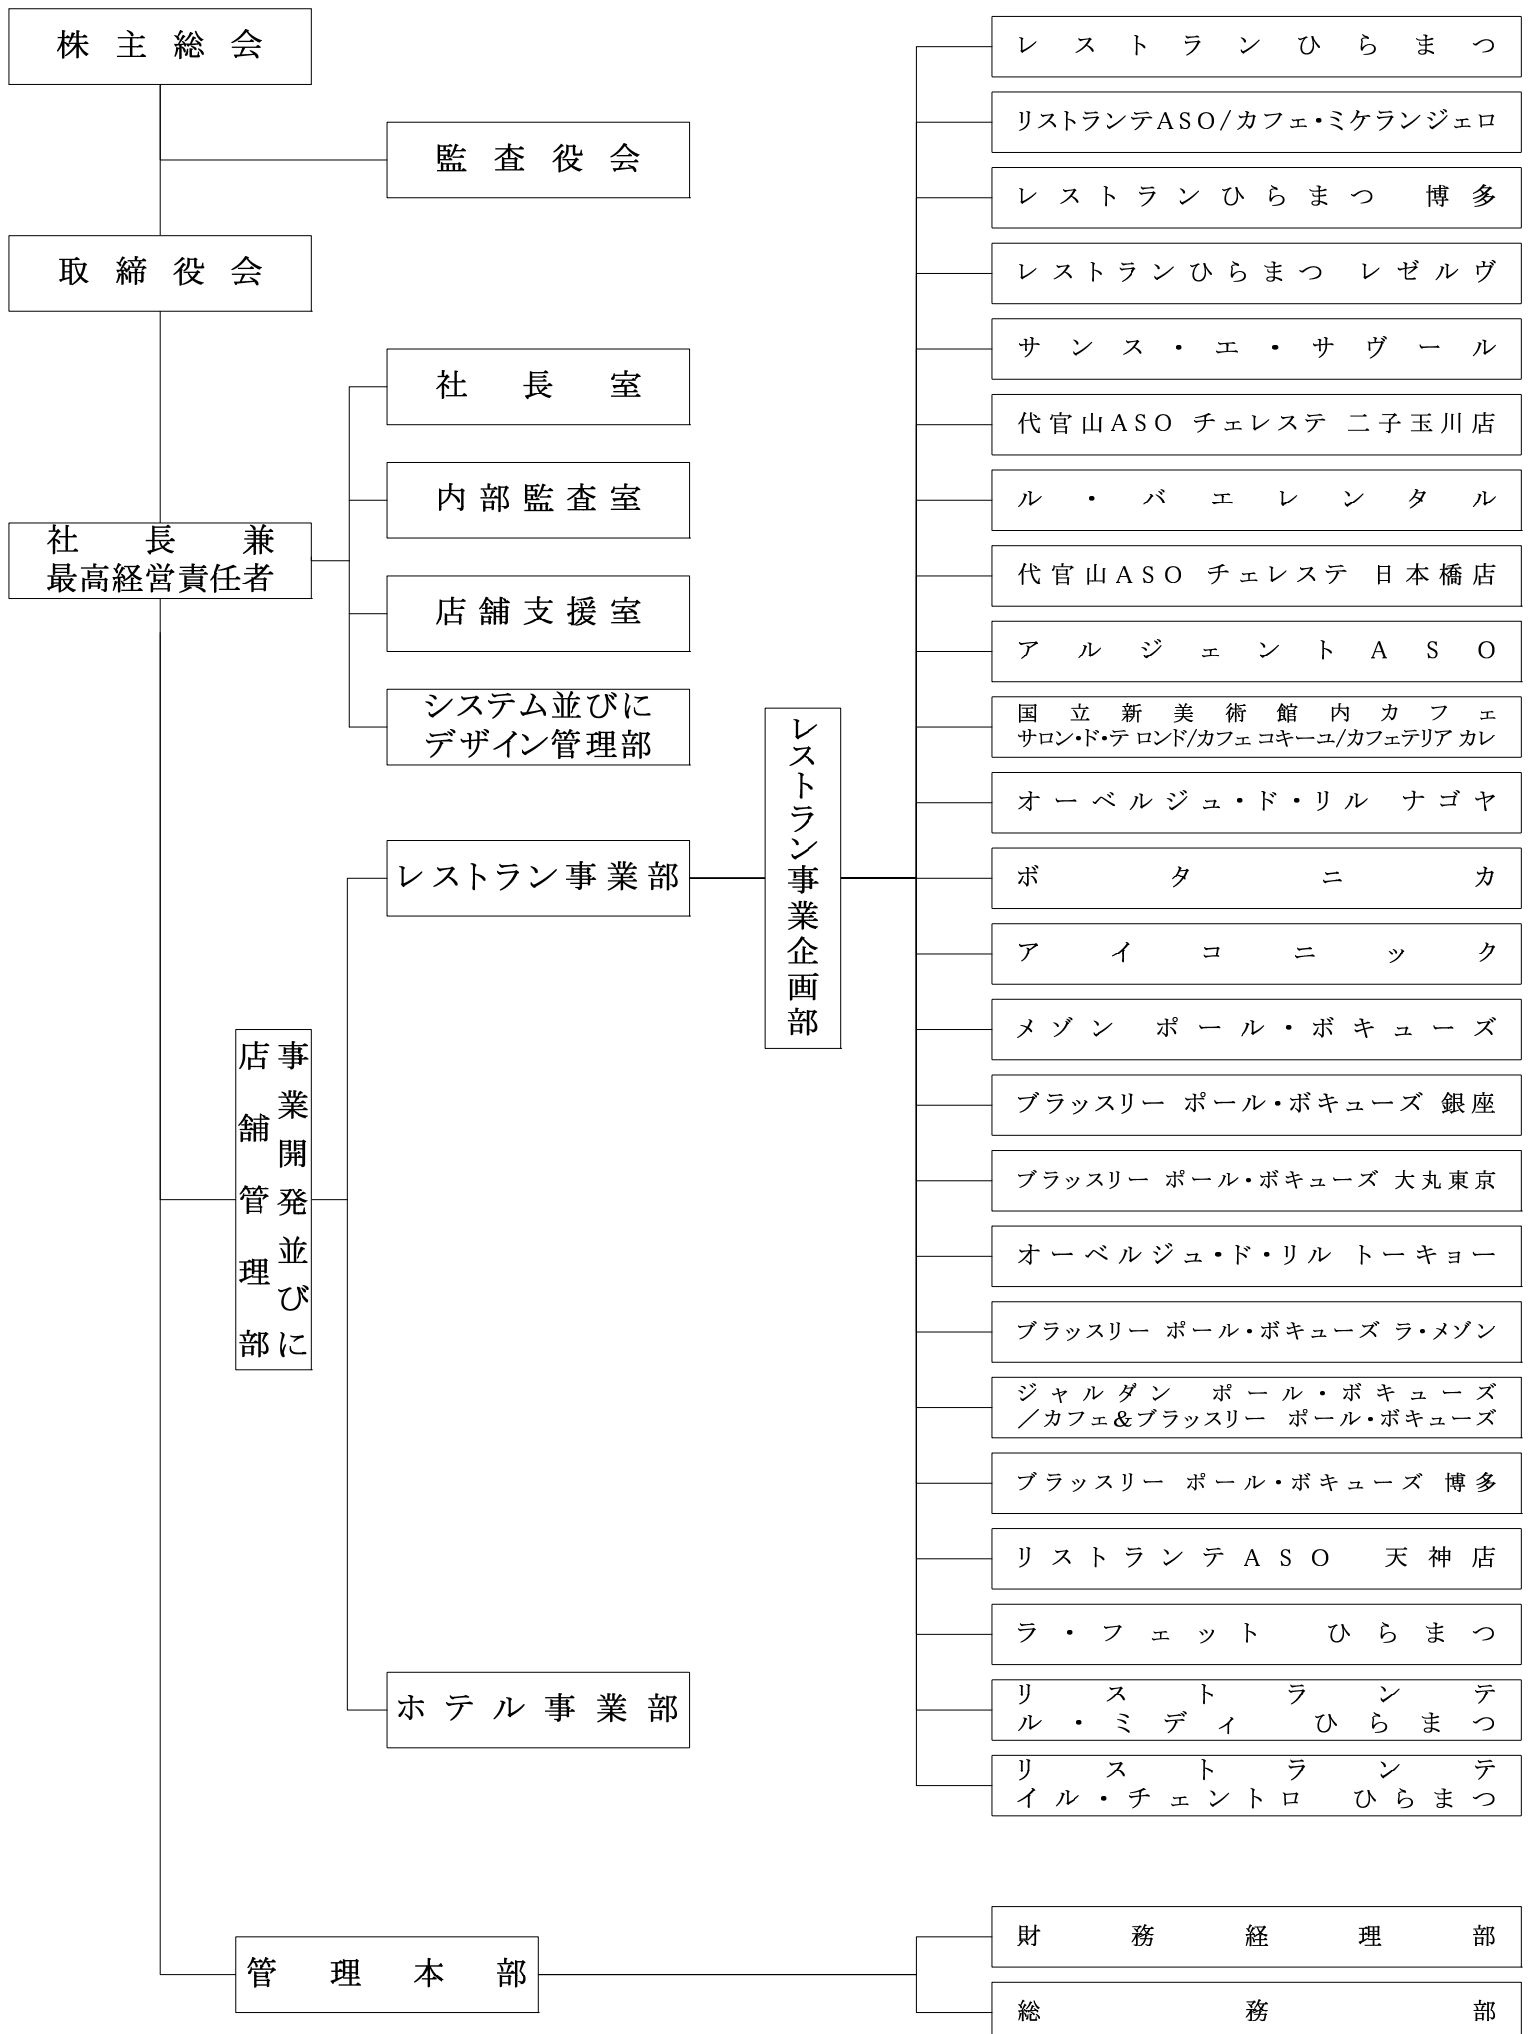 株主総会
監査役会
取締役会
社長兼
最高経営責任者
社長室
内部監査室
店舗支援室
システム並びに
デザイン管理部
事業開発並びに
店舗管理部
レストラン事業部
レストラン事業企画部
レストランひらまつ
リストランテASO/カフェ・ミケランジェロ
レストランひらまつ 博多
レストランひらまつ レゼルヴ
サンス・エ・サヴール
代官山ASO チェレステ 二子玉川店
ル・バエレンタル
代官山ASO チェレステ 日本橋店
アルジェントASO
国立新美術館内カフェ
サロン・ド・テ ロンド/カフェ コキーユ/カフェテリア カレ
オーベルジュ・ド・リル ナゴヤ
ボタニカ
アイコニック
メゾン ポール・ボキューズ
ブラッスリー ポール・ボキューズ 銀座
ブラッスリー ポール・ボキューズ 大丸東京
オーベルジュ・ド・リル トーキョー
ブラッスリー ポール・ボキューズ ラ・メゾン
ジャルダン ポール・ボキューズ
／カフェ＆ブラッスリー ポール・ボキューズ
ブラッスリー ポール・ボキューズ 博多
リストランテASO 天神店
ラ・フェット ひらまつ
リストランテ
ル・ミディ ひらまつ
リストランテ
イル・チェントロ ひらまつ
ホテル事業部
管理本部
財務経理部
総務部